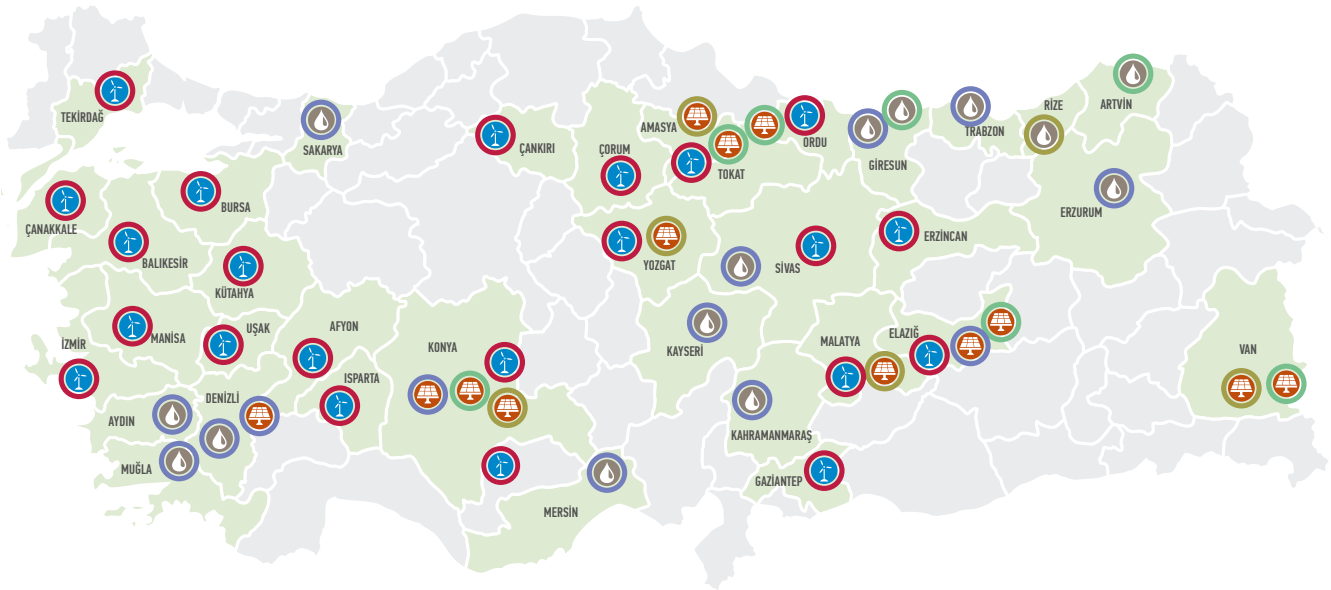 TEKİRDAĞ
SAKARYA
ÇANKIRI
ÇORUM
AMASYA
TOKAT
ORDU
GİRESUN
TRABZON
RİZE
ARTVİN
ERZURUM
ÇANAKKALE
BURSA
BALIKESİR
KÜTAHYA
YOZGAT
SİVAS
ERZİNCAN
İZMİR
MANİSA
UŞAK
AFYON
ISPARTA
KONYA
KAYSERİ
MALATYA
ELAZIĞ
VAN
AYDIN
DENİZLİ
MUĞLA
KAHRAMANMARAŞ
GAZİANTEP
MERSİN